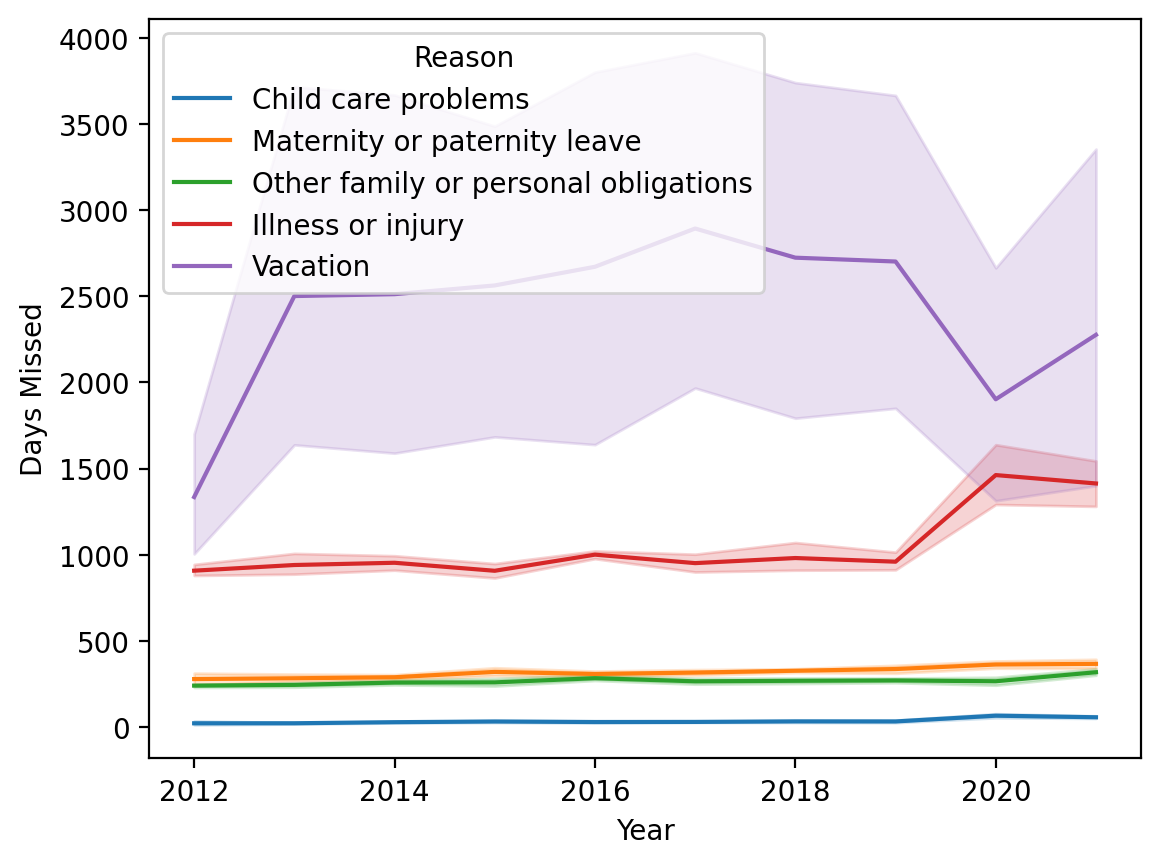 4000
3500
3000
2500
2000
1500
1000
500
0
Days Missed
Reason
Child care problems
Maternity or paternity leave
Other family or personal obligations
Illness or injury
Vacation
2012 2014 2016 2018 2020
Year